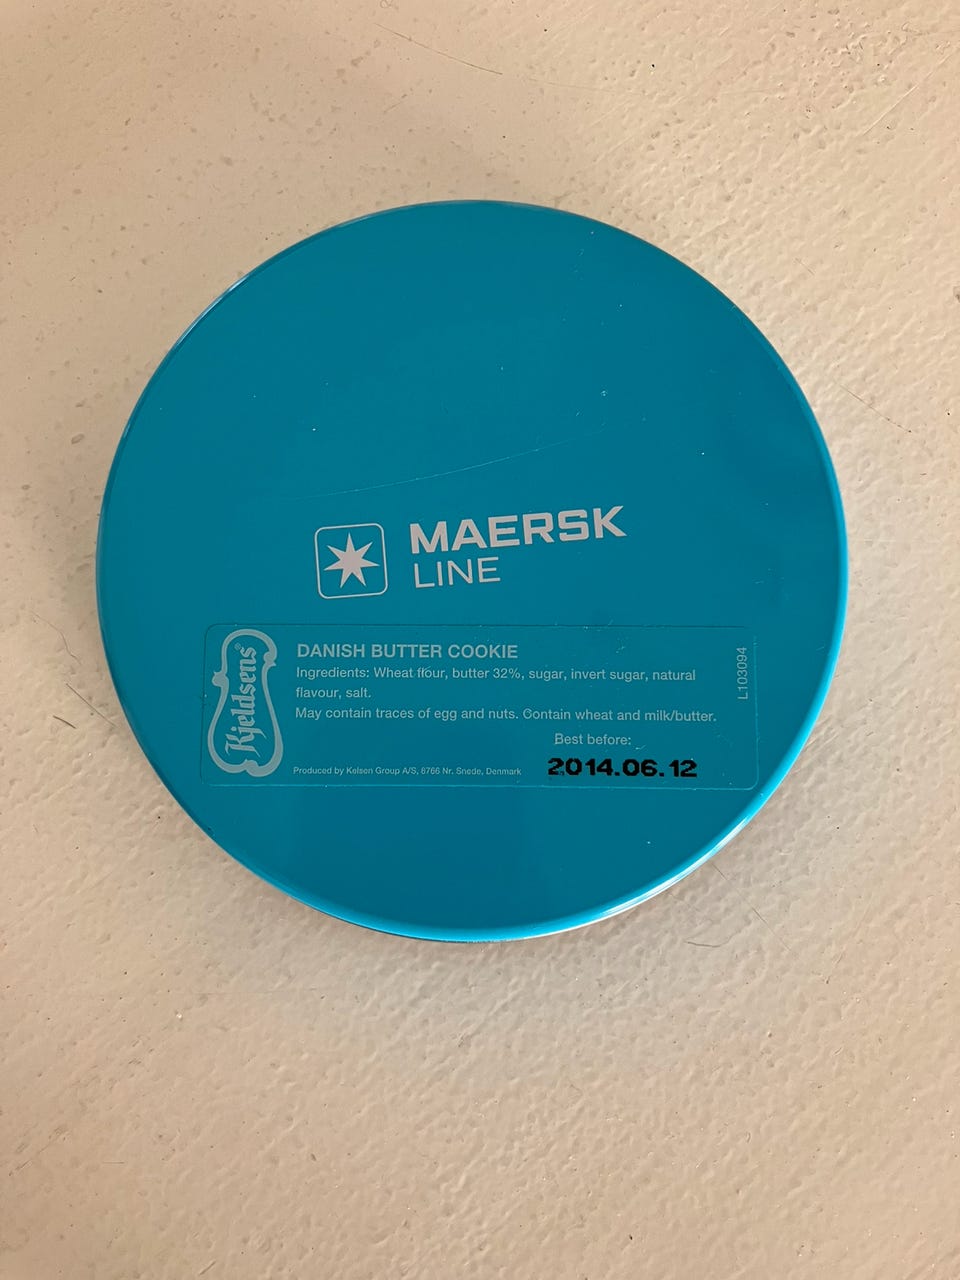 MAERSK
LINE
Kjeldsens®
DANISH BUTTER COOKIE
Ingredients: Wheat flour, butter 32%, sugar, invert sugar, natural
flavour, salt.
May contain traces of egg and nuts. Contain wheat and milk/butter.
Best before:
2014.06.12
Produced by Kelsen Group A/S, 8766 Nr. Snede, Denmark
L103094